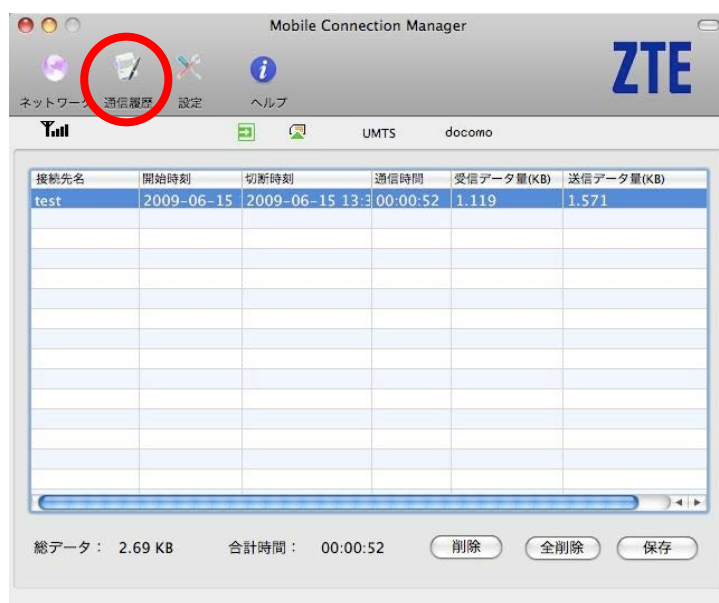 Mobile Connection Manager
ネットワーク 通信履歴 設定 ヘルプ
ZTE
UMTS docomo
接続先名 開始時刻 切断時刻 通信時間 受信データ量(KB) 送信データ量(KB)
test 2009-06-15 2009-06-15 13:3 00:00:52 1.119 1.571
総データ： 2.69 KB 合計時間： 00:00:52 削除 全削除 保存